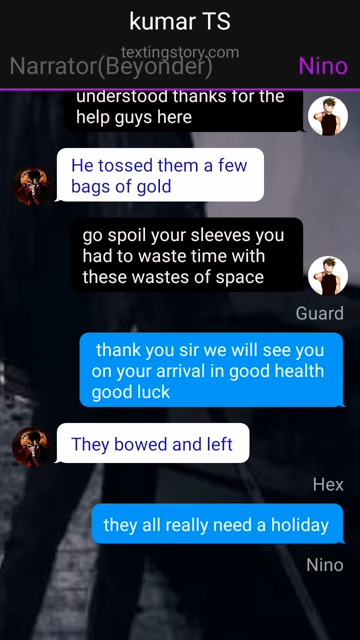 kumar TS
textingstory.com
Narrator(Beyonder)
Nino
understood thanks for the
help guys here
He tossed them a few
bags of gold
go spoil your sleeves you
had to waste time with
these wastes of space
Guard
thank you sir we will see you
on your arrival in good health
good luck
They bowed and left
Hex
they all really need a holiday
Nino